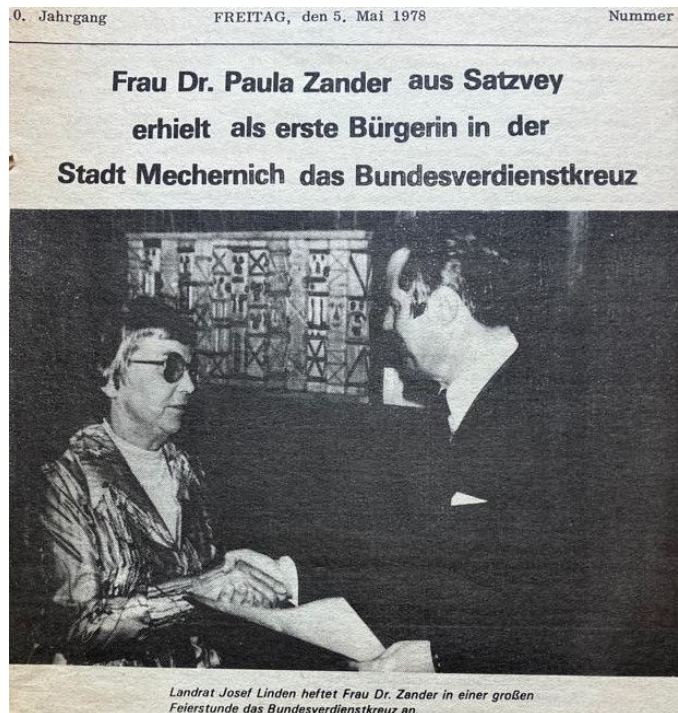 .0. Jahrgang FREITAG, den 5. Mai 1978 Nummer
Frau Dr. Paula Zander aus Satzvey
erhielt als erste Bürgerin in der
Stadt Mechernich das Bundesverdienstkreuz
Landrat Josef Linden heftet Frau Dr. Zander in einer großen
Feierstunde das Bundesverdienstkreuz an